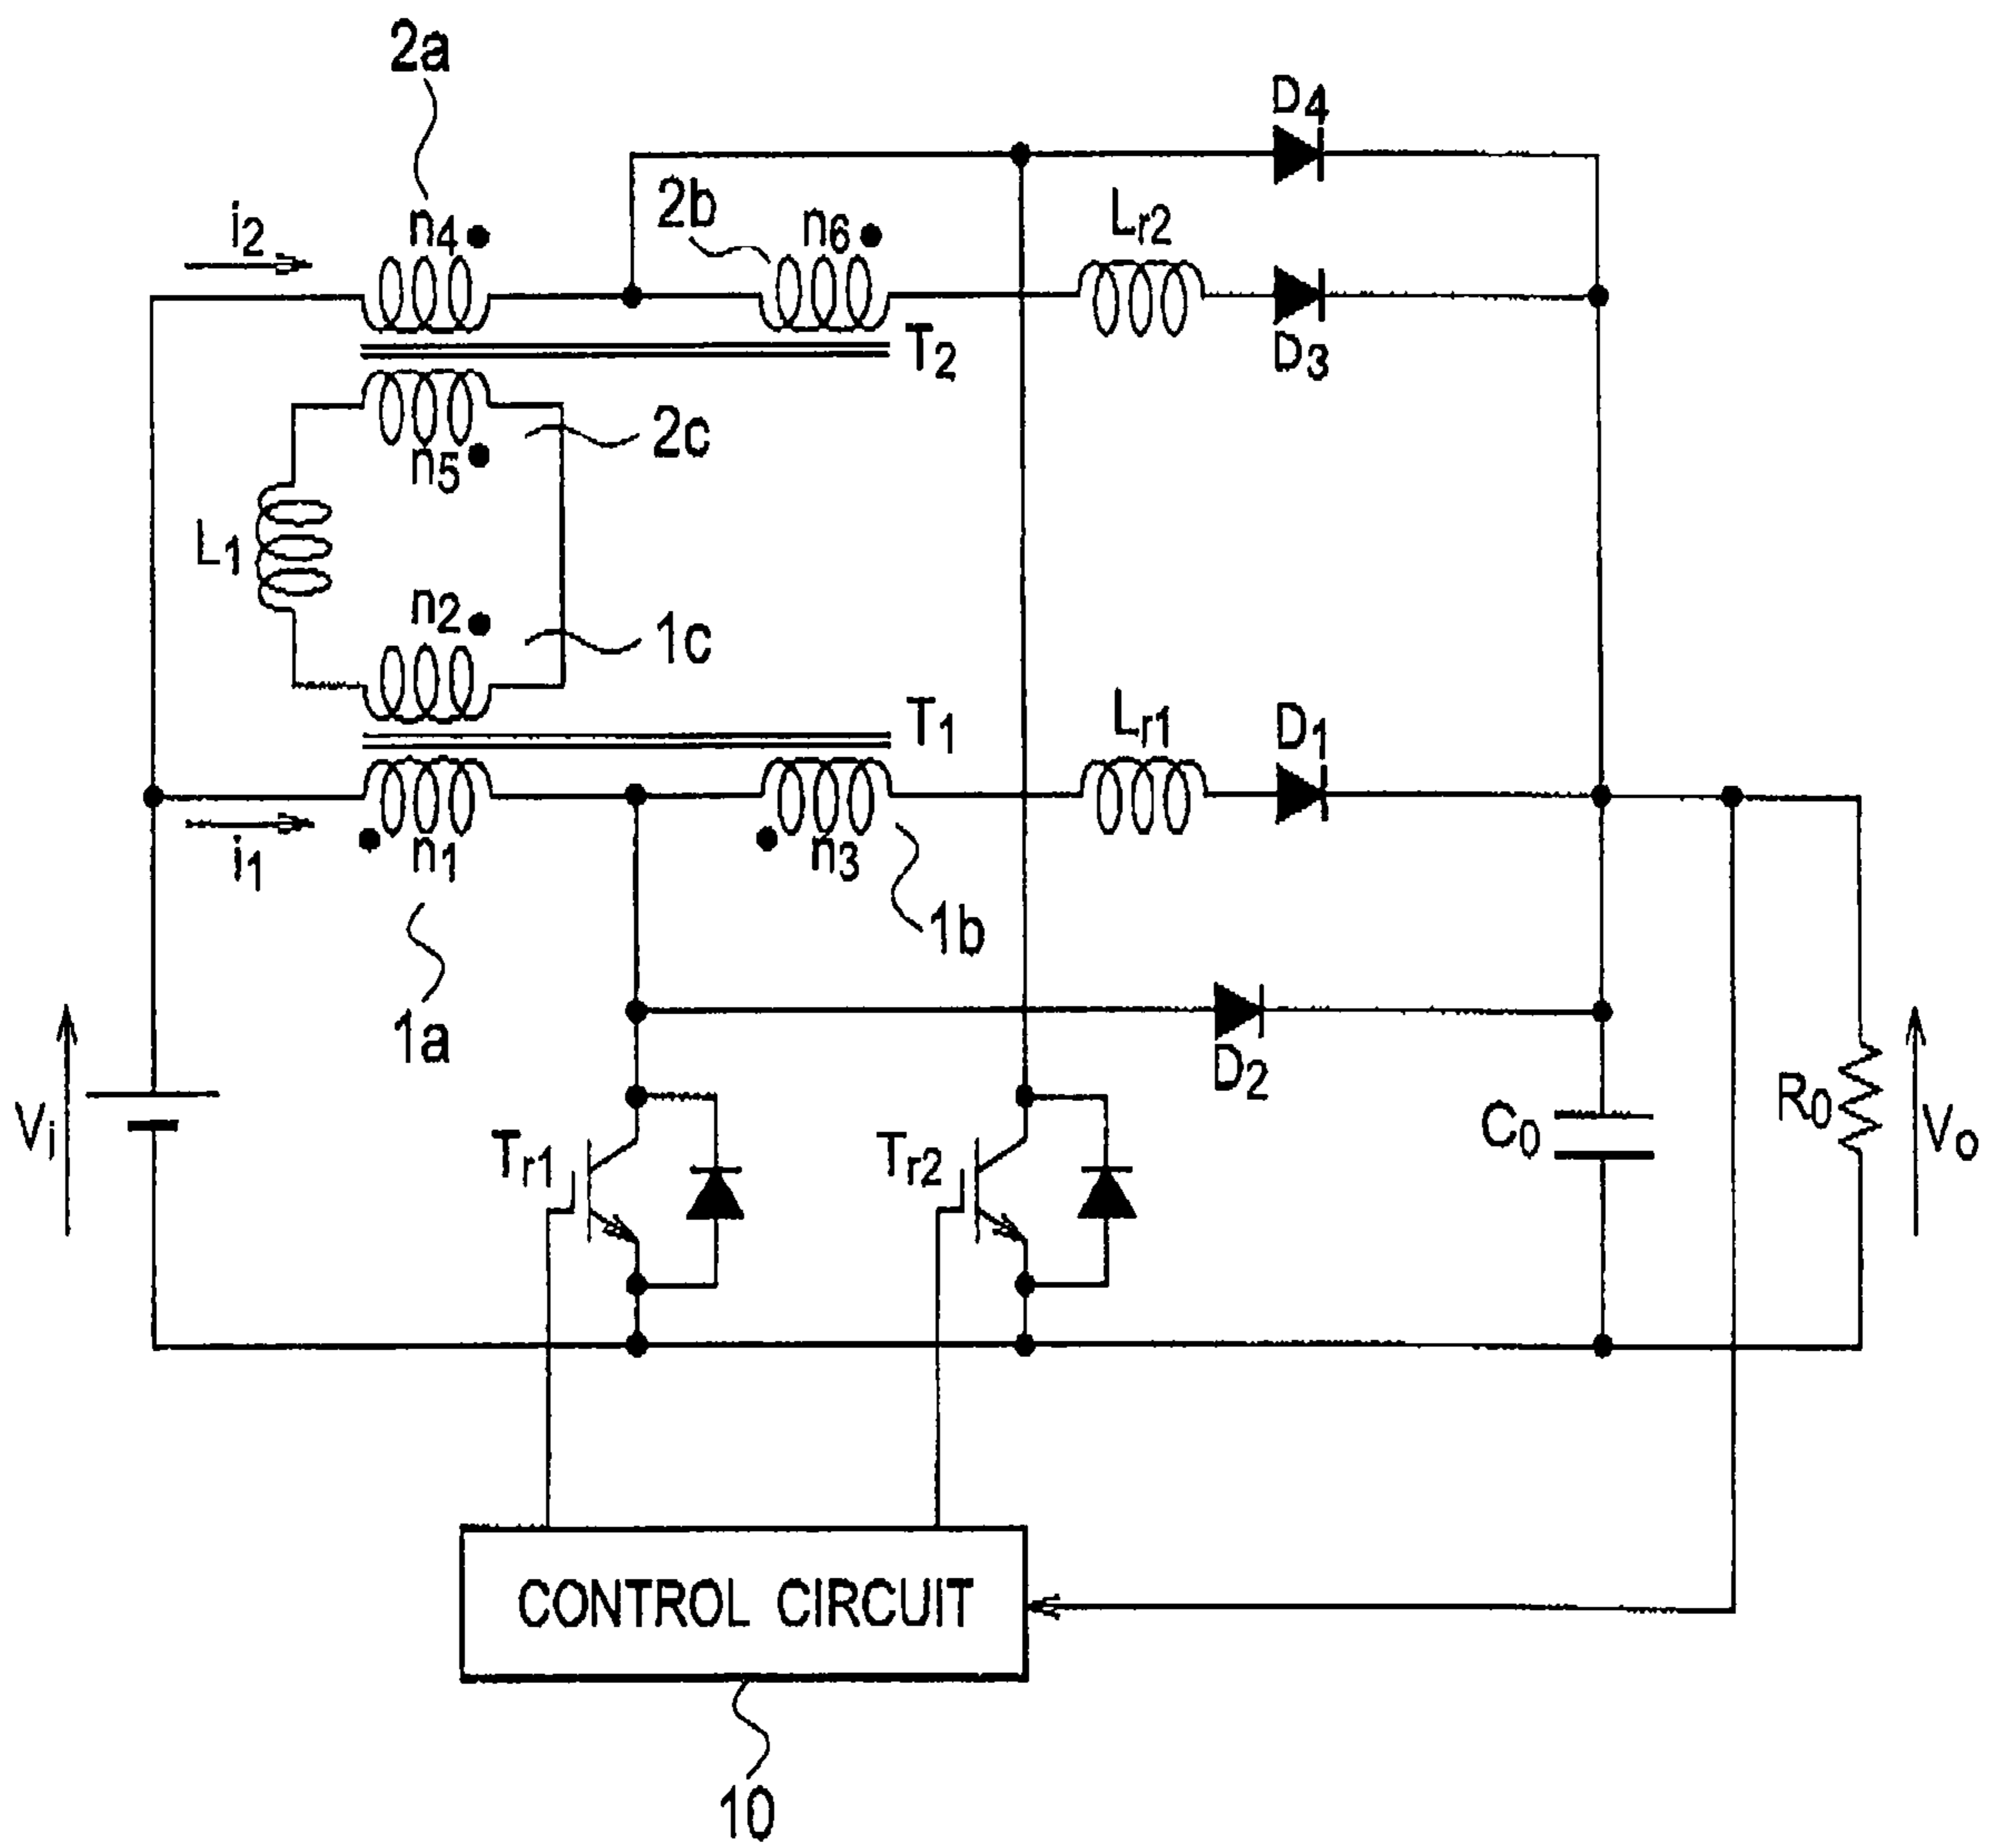 2a
D4
i2
n4
2b
n6
Lr2
T2
D3
n5
2c
L1
n2
1c
T1
Lr1
D1
i1
n1
n3
1b
1a
D2
Vi
Tr1
Tr2
C0
R0
Vo
CONTROL CIRCUIT
10